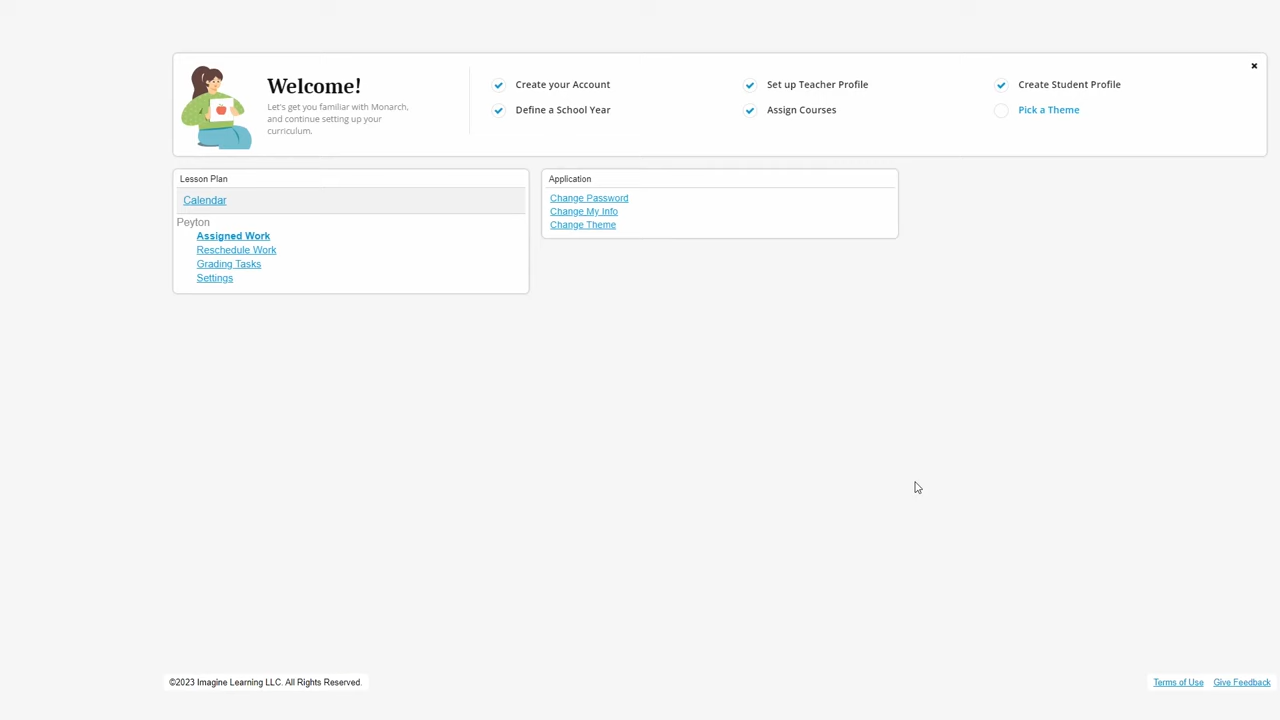 Welcome!
Let's get you familiar with Monarch,
and continue setting up your
curriculum.
Create your Account
Set up Teacher Profile
Create Student Profile
Define a School Year
Assign Courses
Pick a Theme
Lesson Plan
Calendar
Peyton
Assigned Work
Reschedule Work
Grading Tasks
Settings
Application
Change Password
Change My Info
Change Theme
©2023 Imagine Learning LLC. All Rights Reserved.
Terms of Use
Give Feedback